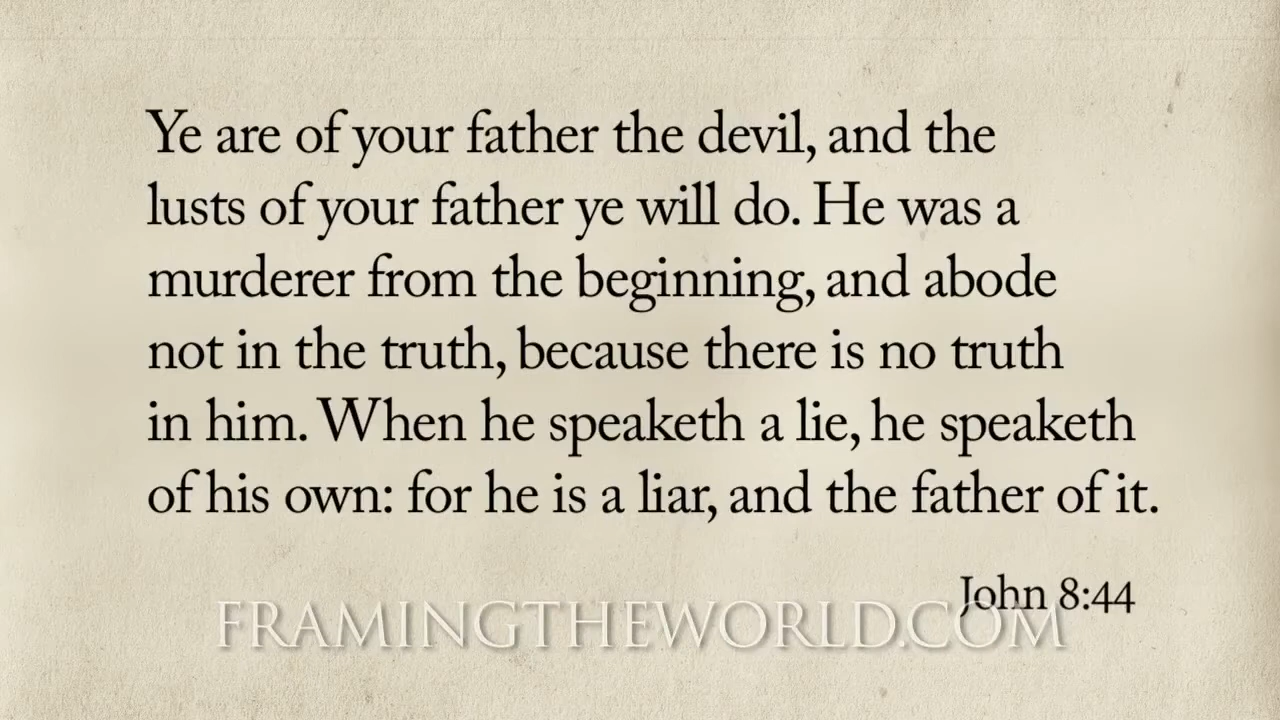 Ye are of your father the devil, and the
lusts of your father ye will do. He was a
murderer from the beginning, and abode
not in the truth, because there is no truth
in him. When he speaketh a lie, he speaketh
of his own: for he is a liar, and the father of it.
John 8:44
FRAMINGTHEWORLD.COM